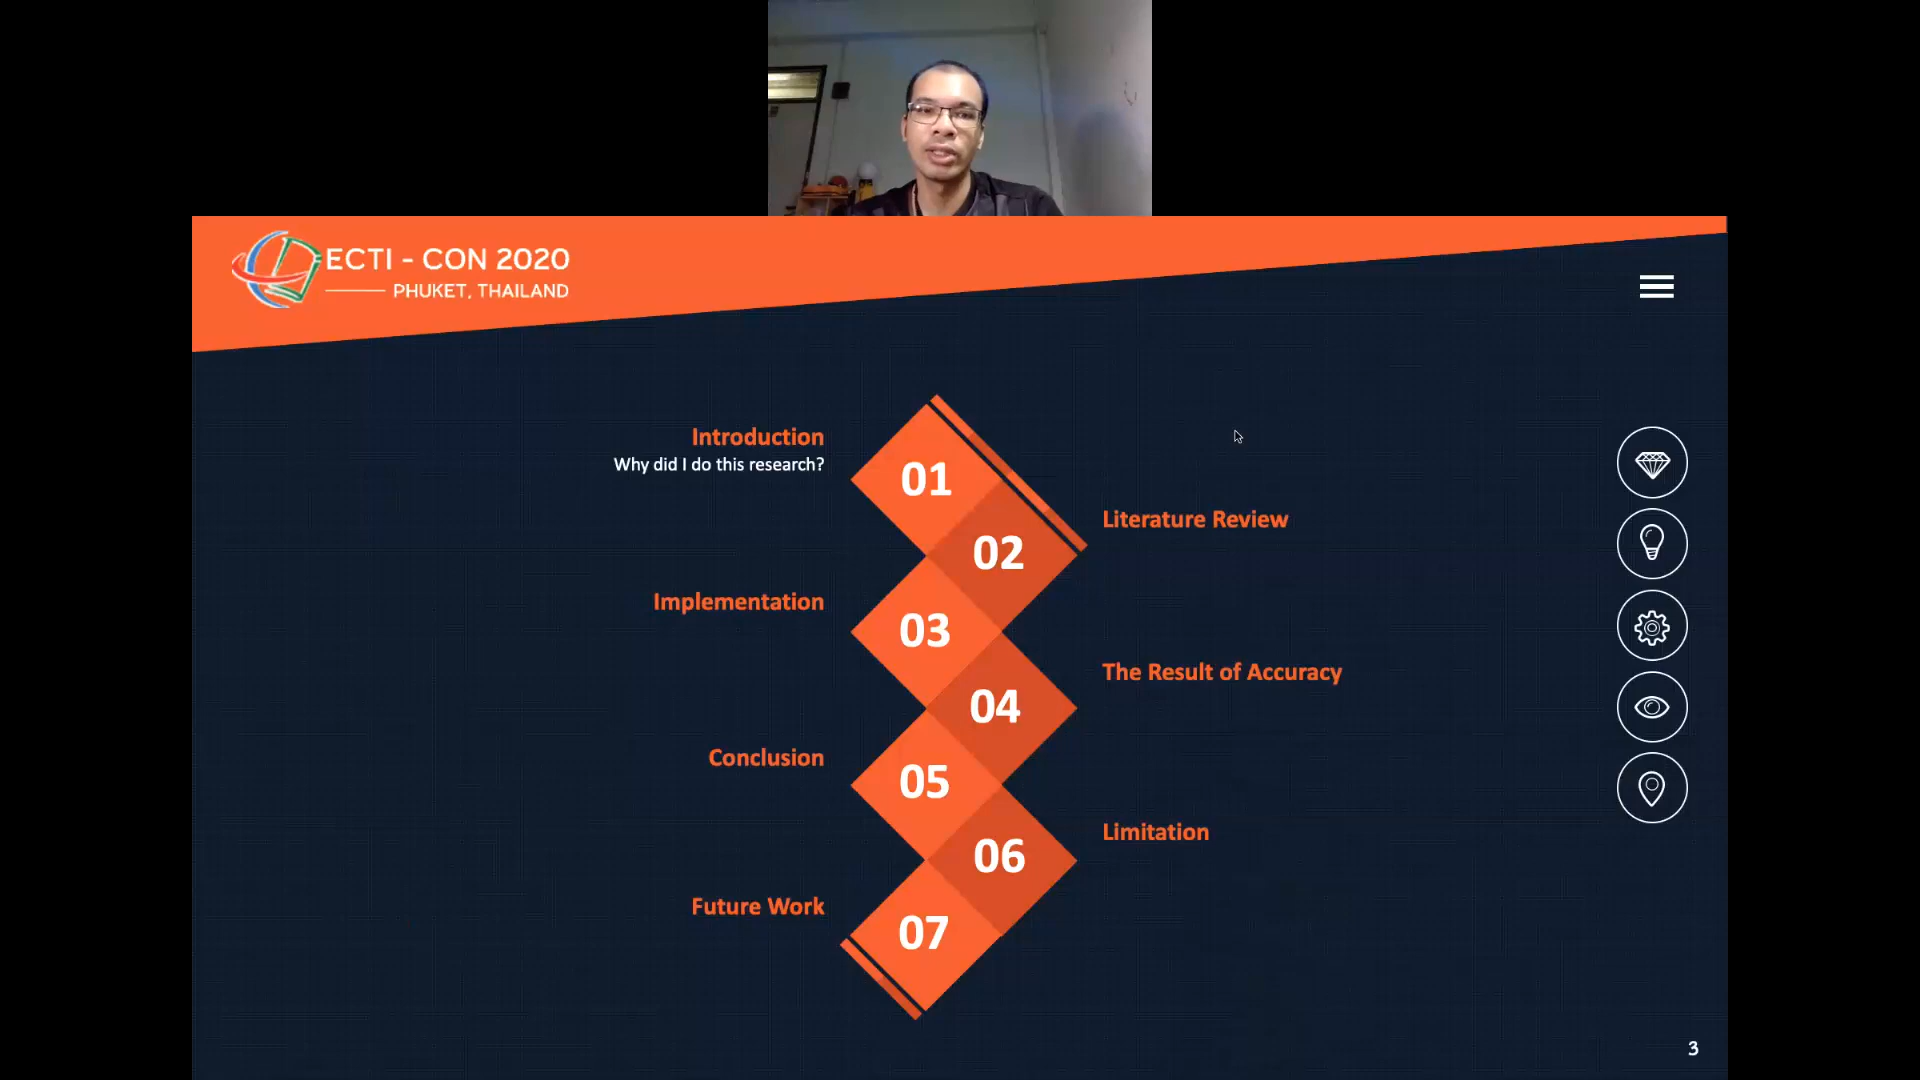 ECTI - CON 2020
PHUKET, THAILAND
Introduction
Why did I do this research?
01
02
Literature Review
Implementation
03
The Result of Accuracy
04
Conclusion
05
Limitation
06
Future Work
07
3